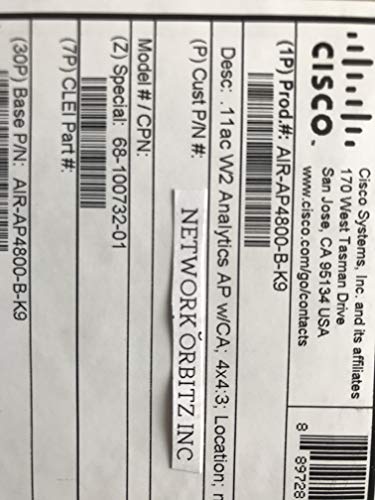 CISCO
Cisco Systems, Inc. and its affiliates
170 West Tasman Drive
San Jose, CA 95134 USA
www.cisco.com/go/contacts
8 89728
(1P) Prod.#: AIR-AP4800-B-K9
Desc: .11ac W2 Analytics AP w/CA; 4x4:3; Location;
(P) Cust P/N #:
NETWORK ORBITZ INC
Model # / CPN:
(Z) Special: 68-100732-01
(7P) CLEI Part #:
(30P) Base P/N: AIR-AP4800-B-K9